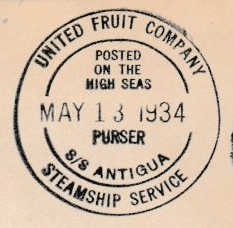 UNITED FRUIT COMPANY
POSTED
ON THE
HIGH SEAS
MAY 13 1934
PURSER
S/S ANTIGUA
STEAMSHIP SERVICE